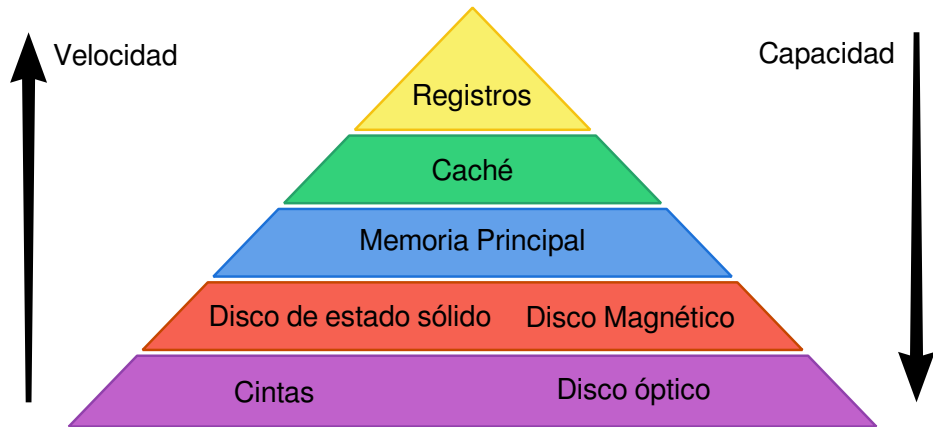 Velocidad
Capacidad
Registros
Caché
Memoria Principal
Disco de estado sólido
Disco Magnético
Cintas
Disco óptico